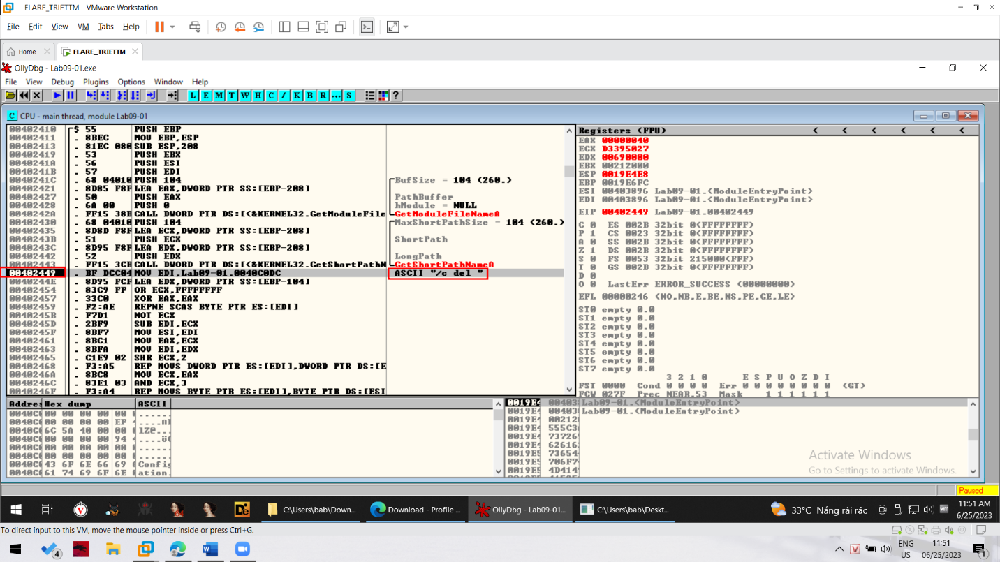 FLARE_TRIETTM - VMware Workstation
File Edit View VM Tabs Help
Home FLARE_TRIETTM
OllyDbg - Lab09-01.exe
File View Debug Plugins Options Window Help
L E M T W H C / K B R ... S ?
C CPU - main thread, module Lab09-01
00402410 $ 55 PUSH EBP
00402411 . 8BEC MOV EBP,ESP
00402413 . 81EC 080 SUB ESP,208
00402419 . 53 PUSH EBX
0040241A . 56 PUSH ESI
0040241B . 57 PUSH EDI
0040241C . 68 04010 PUSH 104 BufSize = 104 (260.)
00402421 . 8D85 F8F LEA EAX,DWORD PTR SS:[EBP-208]
00402427 . 50 PUSH EAX PathBuffer
00402428 . 6A 00 PUSH 0 hModule = NULL
0040242A . FF15 38B CALL DWORD PTR DS:[<&KERNEL32.GetModuleFile GetModuleFileNameA
00402430 . 68 04010 PUSH 104 MaxShortPathSize = 104 (260.)
00402435 . 8D8D F8F LEA ECX,DWORD PTR SS:[EBP-208]
0040243B . 51 PUSH ECX ShortPath
0040243C . 8D95 F8F LEA EDX,DWORD PTR SS:[EBP-208]
00402442 . 52 PUSH EDX LongPath
00402443 . FF15 3CB CALL DWORD PTR DS:[<&KERNEL32.GetShortPathN GetShortPathNameA
00402449 . BF DCC04 MOV EDI,Lab09-01.0040C0DC ASCII "/c del "
0040244E . 8D95 FCF LEA EDX,DWORD PTR SS:[EBP-104]
00402454 . 83C9 FF OR ECX,FFFFFFFF
00402457 . 33C0 XOR EAX,EAX
00402459 . F2:AE REPNE SCAS BYTE PTR ES:[EDI]
0040245B . F7D1 NOT ECX
0040245D . 2BF9 SUB EDI,ECX
0040245F . 8BF7 MOV ESI,EDI
00402461 . 8BC1 MOV EAX,ECX
00402463 . 8BFA MOV EDI,EDX
00402465 . C1E9 02 SHR ECX,2
00402468 . F3:A5 REP MOVS DWORD PTR ES:[EDI],DWORD PTR DS:[E
0040246A . 8BC8 MOV ECX,EAX
0040246C . 83E1 03 AND ECX,3
0040246F . F3:A4 REP MOVS BYTE PTR ES:[EDI],BYTE PTR DS:[ESI
Registers (FPU) < < < < < <
EAX 00000040
ECX D3395027
EDX 00690000
EBX 00212000
ESP 0019E4E8
EBP 0019E6FC
ESI 00403896 Lab09-01.<ModuleEntryPoint>
EDI 00403896 Lab09-01.<ModuleEntryPoint>
EIP 00402449 Lab09-01.00402449
C 0 ES 002B 32bit 0(FFFFFFFF)
P 1 CS 0023 32bit 0(FFFFFFFF)
A 0 SS 002B 32bit 0(FFFFFFFF)
Z 1 DS 002B 32bit 0(FFFFFFFF)
S 0 FS 0053 32bit 215000(FFF)
T 0 GS 002B 32bit 0(FFFFFFFF)
D 0
O 0 LastErr ERROR_SUCCESS (00000000)
EFL 00000246 (NO,NB,E,BE,NS,PE,GE,LE)
ST0 empty 0.0
ST1 empty 0.0
ST2 empty 0.0
ST3 empty 0.0
ST4 empty 0.0
ST5 empty 0.0
ST6 empty 0.0
ST7 empty 0.0
3 2 1 0 E S P U O Z D I
FST 0000 Cond 0 0 0 0 Err 0 0 0 0 0 0 0 0 (GT)
FCW 027F Prec NEAR,53 Mask 1 1 1 1 1 1
Addres Hex dump ASCII
0040C0 00 00 00 00 00 0 ......
0040C0 00 00 00 00 EF 4
0040C0 6C 5A 40 00 00 0 lZ@...
0040C0 00 00 00 00 94 4
0040C0 00 00 00 00 00 0 ......
0040C0 43 6F 6E 66 69 6 Config
0040C0 61 74 69 6F 6E 0 ation.
0019E4 00403 Lab09-01.<ModuleEntryPoint>
0019E4 00403 Lab09-01.<ModuleEntryPoint>
0019E4 00212
0019E4 555C3
0019E4 73726
0019E4 62616
0019E5 73654
0019E5 706F7
0019E5 4D414
Activate Windows
Go to Settings to activate Windows.
Paused
C:\Users\bab\Down... Download - Profile ... OllyDbg - Lab09-01... C:\Users\bab\Deskt... 33°C Nắng rải rác 11:51 AM
6/25/2023
To direct input to this VM, move the mouse pointer inside or press Ctrl+G.
4 V ENG 11:51
US 06/25/2023 1